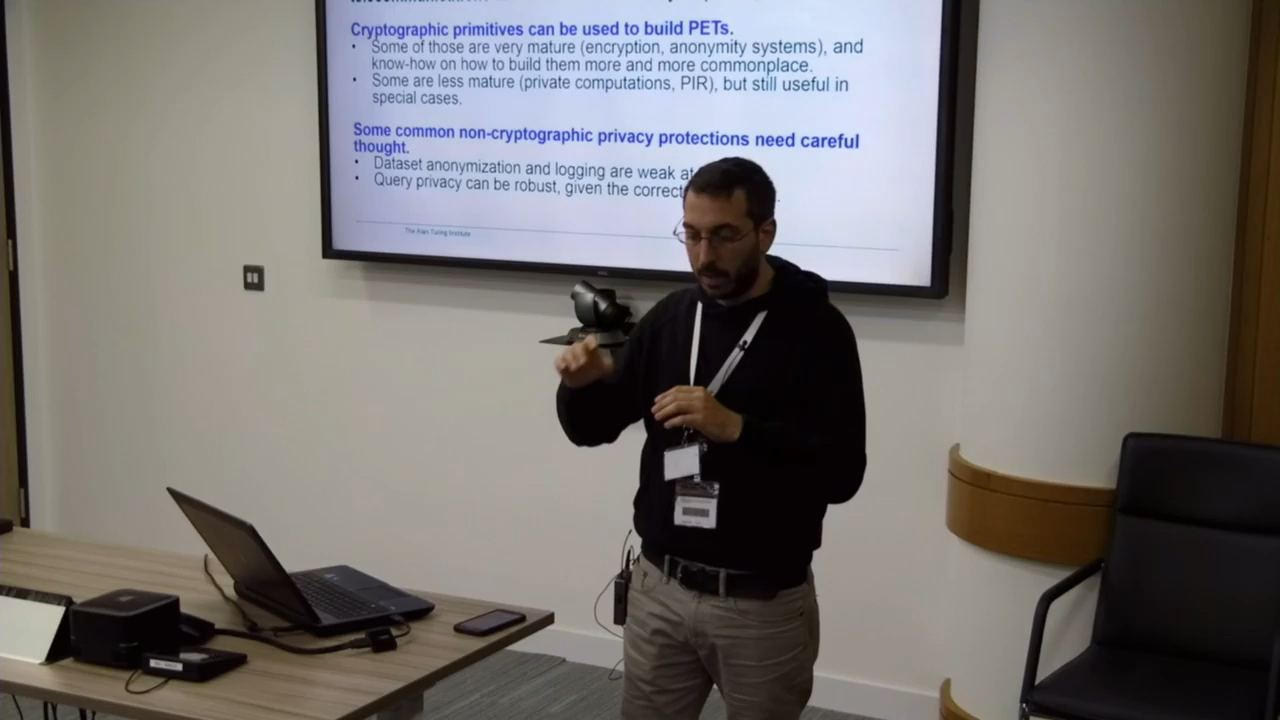 Cryptographic primitives can be used to build PETs.
• Some of those are very mature (encryption, anonymity systems), and
know-how on how to build them more and more commonplace.
• Some are less mature (private computations, PIR), but still useful in
special cases.
Some common non-cryptographic privacy protections need careful
thought.
• Dataset anonymization and logging are weak at
• Query privacy can be robust, given the correct
The Alan Turing Institute